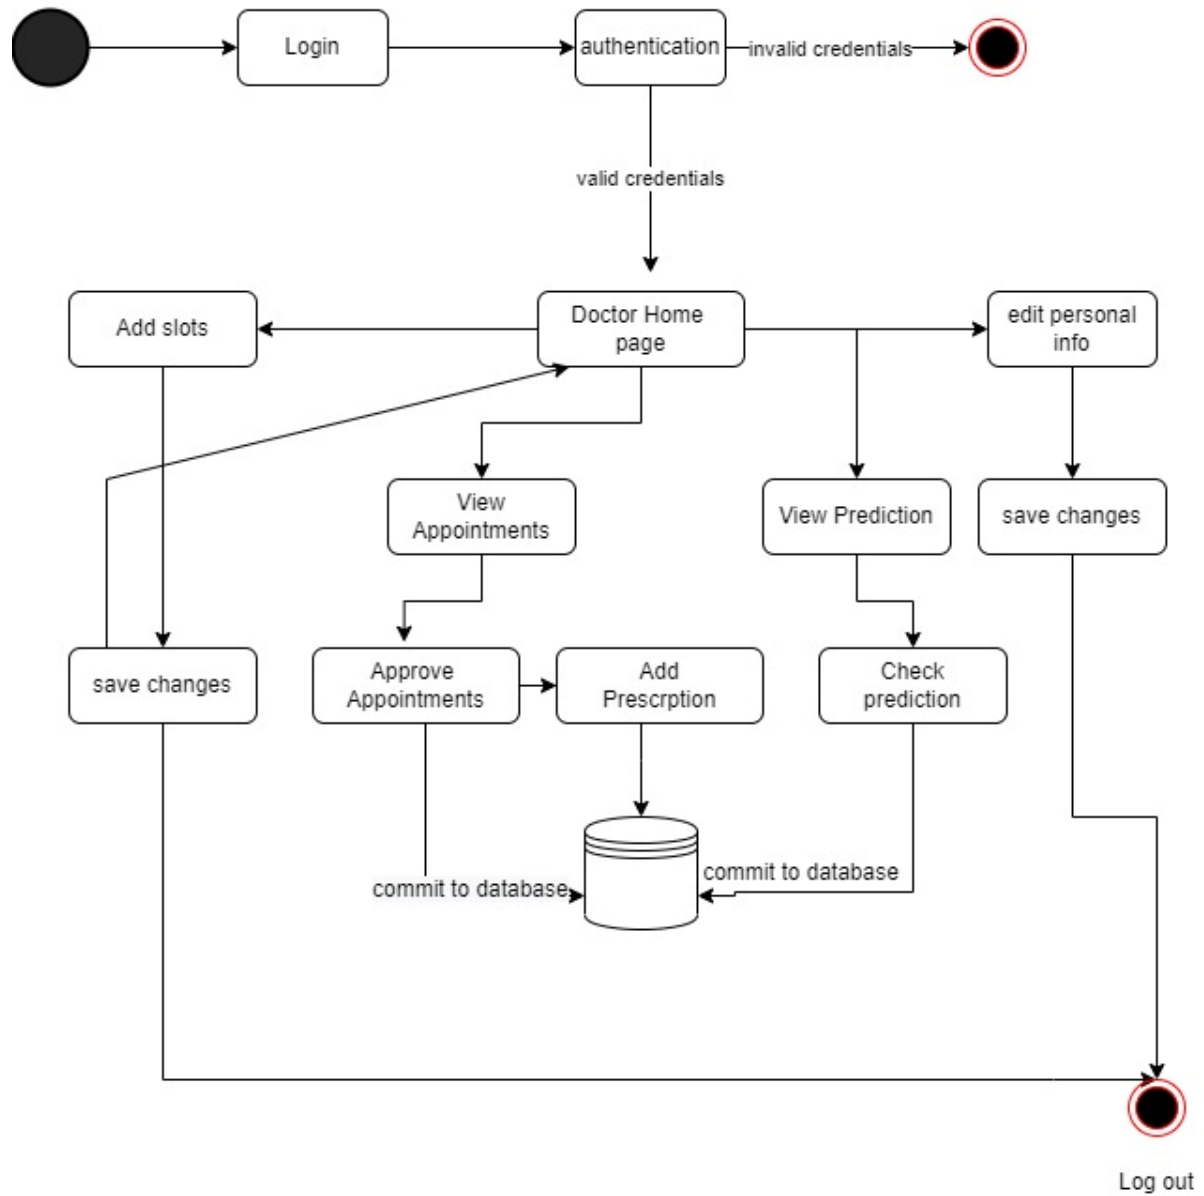 Login
authentication
invalid credentials
valid credentials
Add slots
Doctor Home
page
edit personal
info
View
Appointments
View Prediction
save changes
save changes
Approve
Appointments
Add
Prescrption
Check
prediction
commit to database
commit to database
Log out